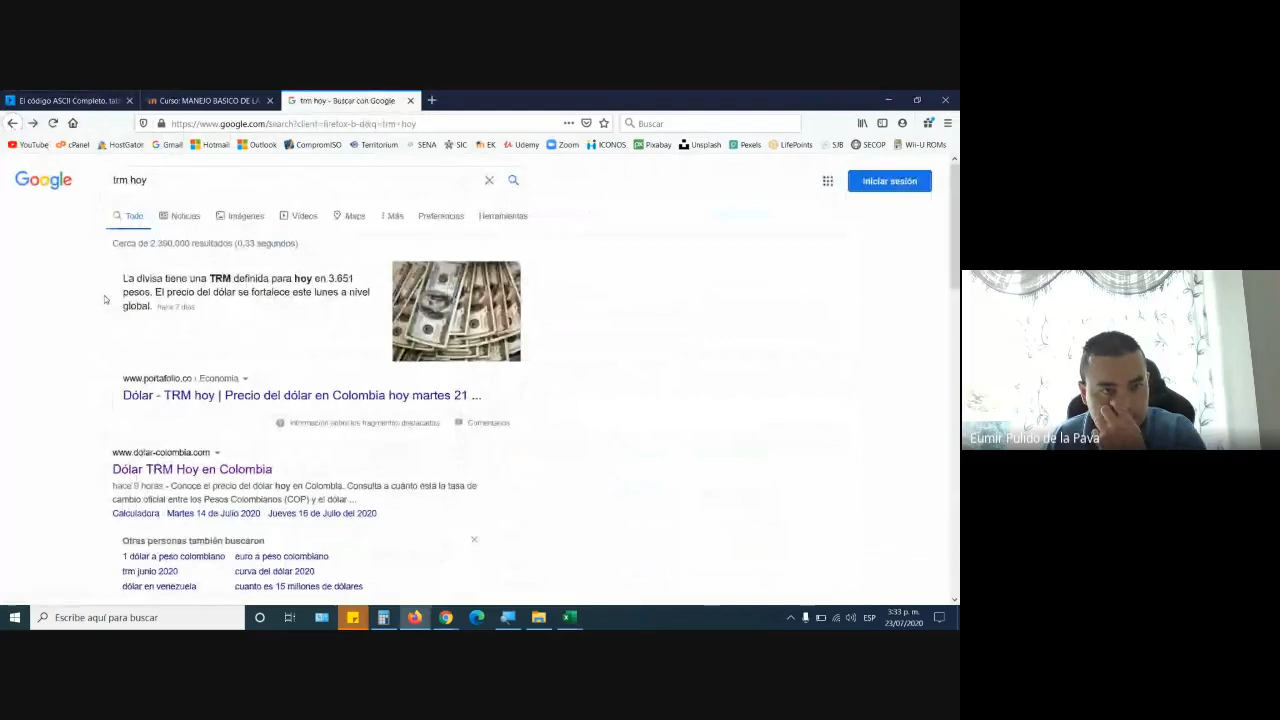 El código ASCII Completo, tabl
Curso: MANEJO BASICO DE LA
trm hoy - Buscar con Google
https://www.google.com/search?client=firefox-b-d&q=trm+hoy
Buscar
YouTube cPanel HostGator Gmail Hotmail Outlook CompromISO Territorium SENA SIC EK Udemy Zoom ICONOS Pixabay Unsplash Pexels LifePoints SJB SECOP Wii-U ROMs
Google
trm hoy
Iniciar sesión
Todo Noticias Imágenes Vídeos Maps Más Preferencias Herramientas
Cerca de 2.390.000 resultados (0,33 segundos)
La divisa tiene una TRM definida para hoy en 3.651
pesos. El precio del dólar se fortalece este lunes a nivel
global. hace 2 días
www.portafolio.co › Economia
Dólar - TRM hoy | Precio del dólar en Colombia hoy martes 21 ...
Información sobre los fragmentos destacados Comentarios
www.dolar-colombia.com
Dólar TRM Hoy en Colombia
hace 9 horas - Conoce el precio del dólar hoy en Colombia. Consulta a cuánto está la tasa de
cambio oficial entre los Pesos Colombianos (COP) y el dólar ...
Calculadora Martes 14 de Julio 2020 Jueves 16 de Julio del 2020
Otras personas también buscaron
1 dólar a peso colombiano euro a peso colombiano
trm junio 2020 curva del dólar 2020
dólar en venezuela cuanto es 15 millones de dólares
Escribe aquí para buscar
ESP
3:33 p. m.
23/07/2020
Eumir Pulido de la Pava